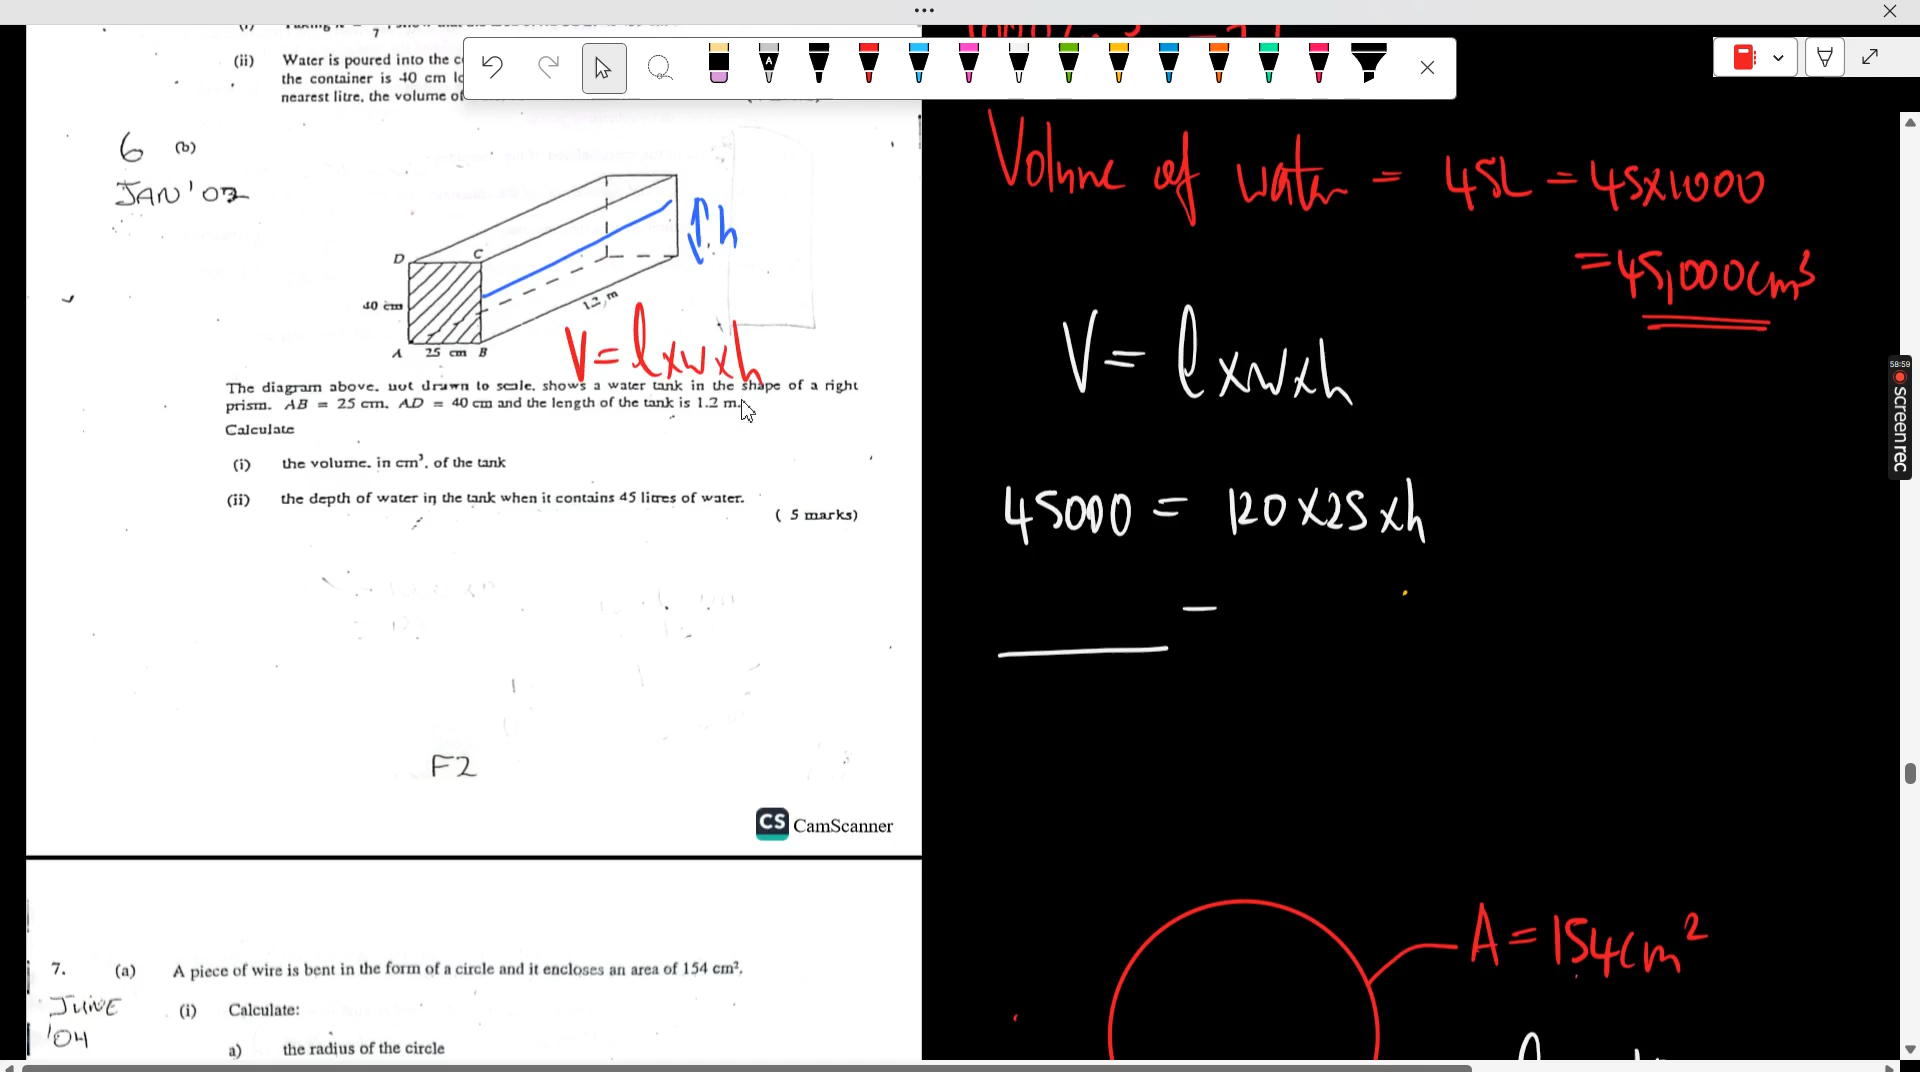 (ii) Water is poured into the c
the container is 40 cm lo
nearest litre, the volume of
6 (b)
JAN'02
D
C
40 cm
A 25 cm B
1.2 m
h
V = l x w x h
The diagram above, not drawn to scale, shows a water tank in the shape of a right
prism. AB = 25 cm. AD = 40 cm and the length of the tank is 1.2 m.
Calculate
(i) the volume, in cm³, of the tank
(ii) the depth of water in the tank when it contains 45 litres of water.
( 5 marks)
F2
CS CamScanner
7. (a) A piece of wire is bent in the form of a circle and it encloses an area of 154 cm².
JUNE
'04
(i) Calculate:
a) the radius of the circle
Volume of water = 45L = 45x1000
= 45,000cm³
V = l x w x h
45000 = 120 x 25 x h
A = 154cm²
58:59
screenrec